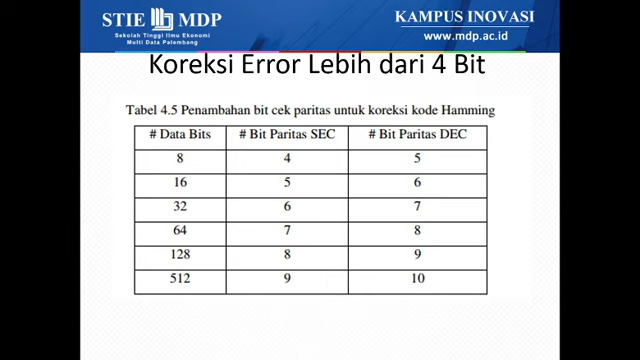 STIE MDP
Sekolah Tinggi Ilmu Ekonomi
Multi Data Palembang
KAMPUS INOVASI
www.mdp.ac.id
Koreksi Error Lebih dari 4 Bit
Tabel 4.5 Penambahan bit cek paritas untuk koreksi kode Hamming
# Data Bits # Bit Paritas SEC # Bit Paritas DEC
8 4 5
16 5 6
32 6 7
64 7 8
128 8 9
512 9 10